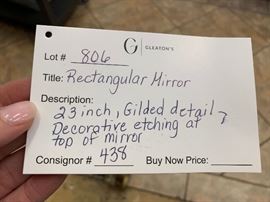 Lot # 806
G GLEATON'S
Title: Rectangular Mirror
Description:
23 inch, Gilded detail,
Decorative etching at
top of mirror
Consignor # 438 Buy Now Price: